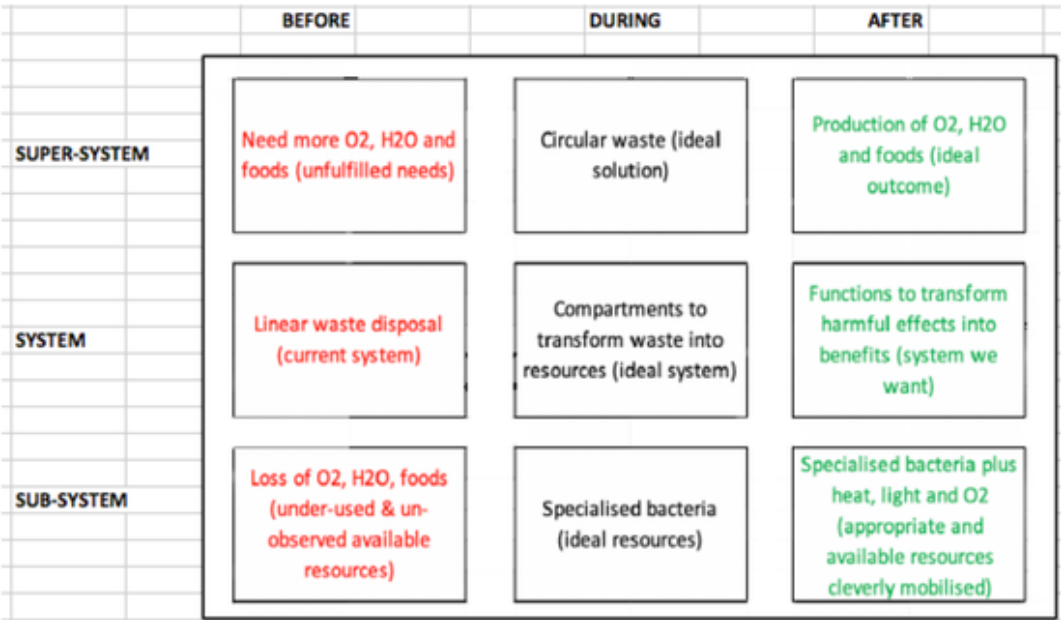 BEFORE DURING AFTER
SUPER-SYSTEM
Need more O2, H2O and
foods (unfulfilled needs)
Circular waste (ideal
solution)
Production of O2, H2O
and foods (ideal
outcome)
SYSTEM
Linear waste disposal
(current system)
Compartments to
transform waste into
resources (ideal system)
Functions to transform
harmful effects into
benefits (system we
want)
SUB-SYSTEM
Loss of O2, H2O, foods
(under-used & un-
observed available
resources)
Specialised bacteria
(ideal resources)
Specialised bacteria plus
heat, light and O2
(appropriate and
available resources
cleverly mobilised)